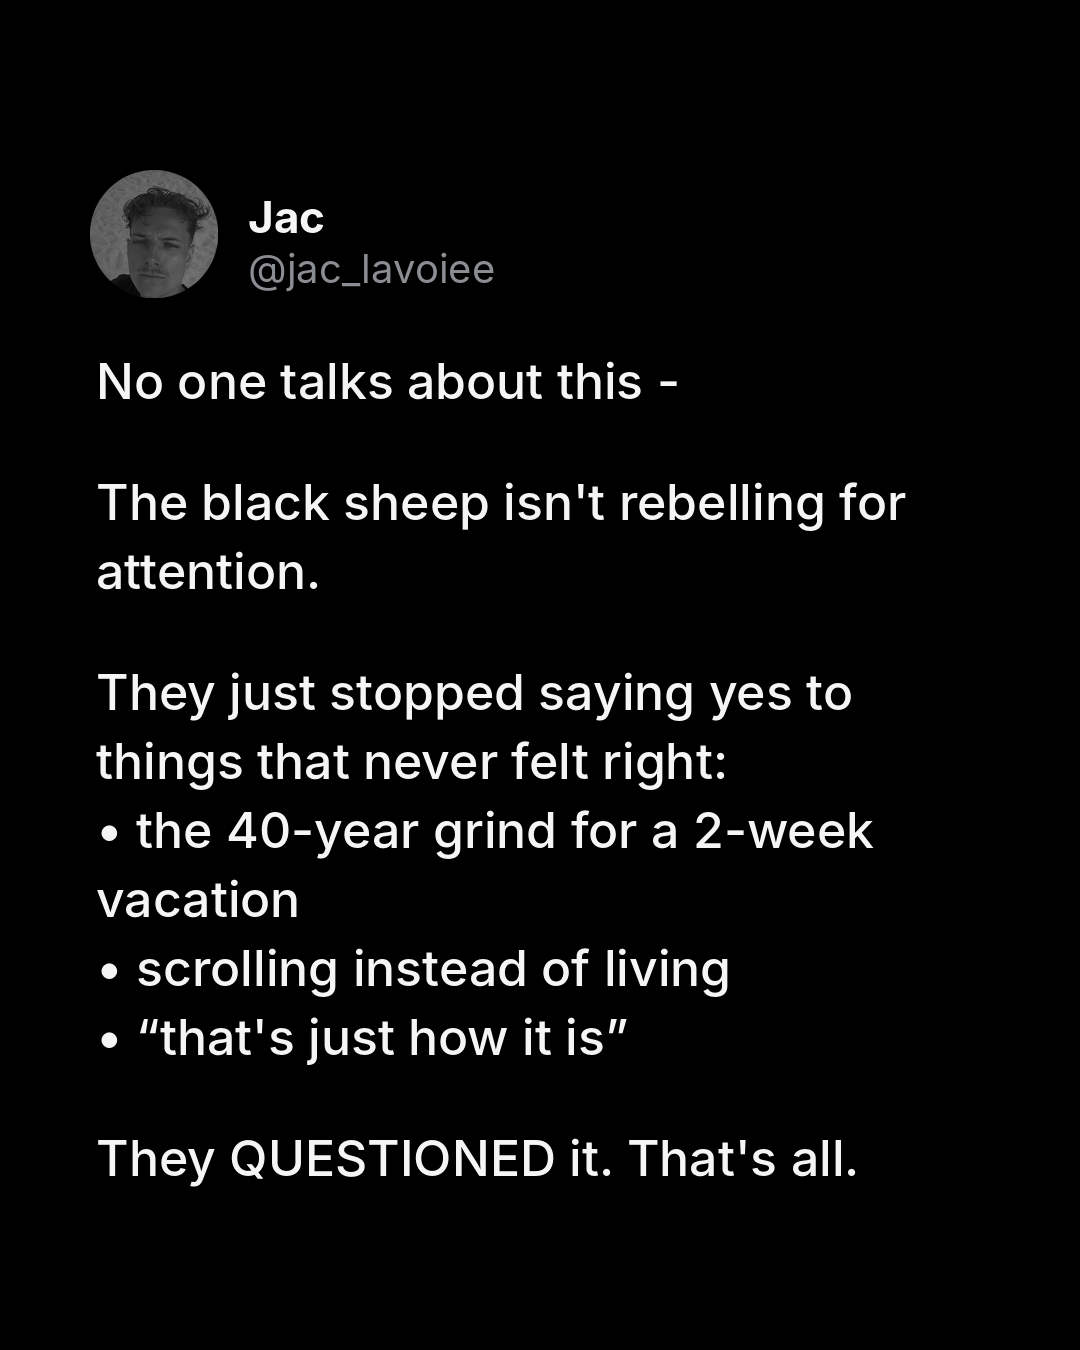 Jac
@jac_lavoiee
No one talks about this -
The black sheep isn't rebelling for
attention.
They just stopped saying yes to
things that never felt right:
• the 40-year grind for a 2-week
vacation
• scrolling instead of living
• “that's just how it is”
They QUESTIONED it. That's all.